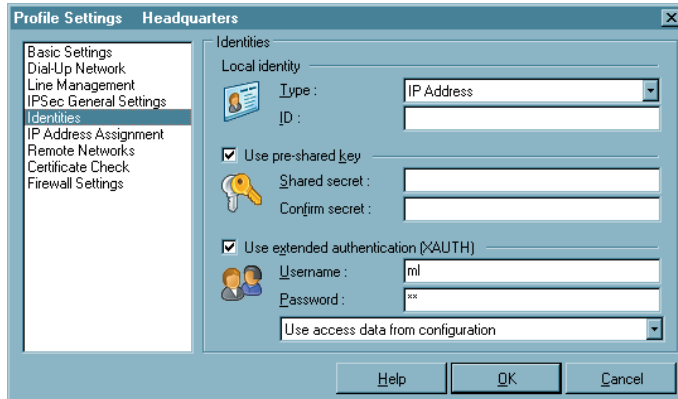 Profile Settings Headquarters
Basic Settings
Dial-Up Network
Line Management
IPSec General Settings
Identities
IP Address Assignment
Remote Networks
Certificate Check
Firewall Settings
Identities
Local identity
Type : IP Address
ID :
Use pre-shared key
Shared secret :
Confirm secret :
Use extended authentication (XAUTH)
Username : ml
Password : **
Use access data from configuration
Help OK Cancel